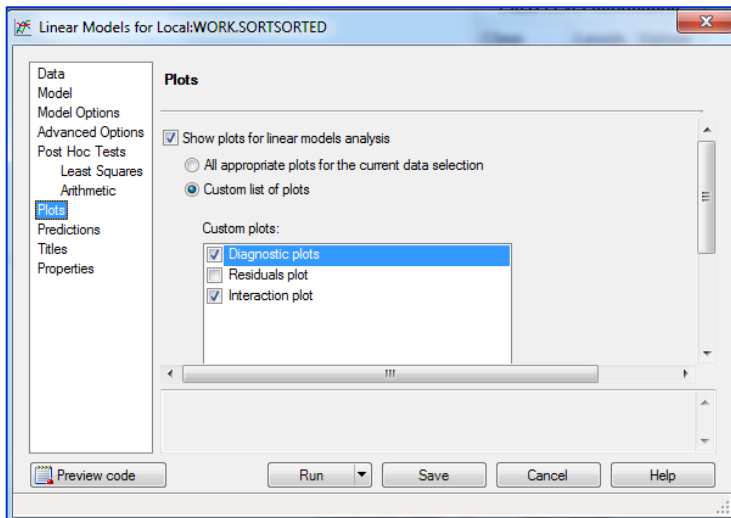 Linear Models for Local:WORK.SORTSORTED
Data
Model
Model Options
Advanced Options
Post Hoc Tests
Least Squares
Arithmetic
Plots
Predictions
Titles
Properties
Plots
Show plots for linear models analysis
All appropriate plots for the current data selection
Custom list of plots
Custom plots:
Diagnostic plots
Residuals plot
Interaction plot
Preview code
Run
Save
Cancel
Help